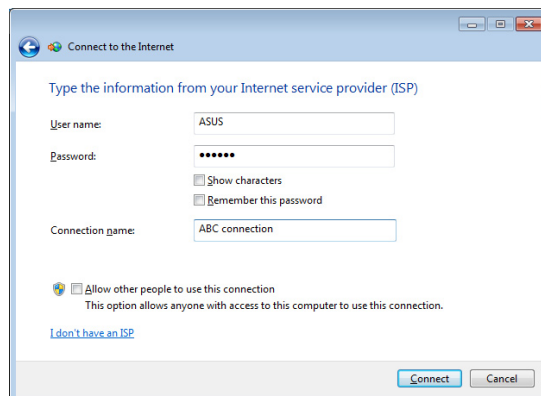 Connect to the Internet
Type the information from your Internet service provider (ISP)
User name: ASUS
Password: ••••••
Show characters
Remember this password
Connection name: ABC connection
Allow other people to use this connection
This option allows anyone with access to this computer to use this connection.
I don't have an ISP
Connect Cancel